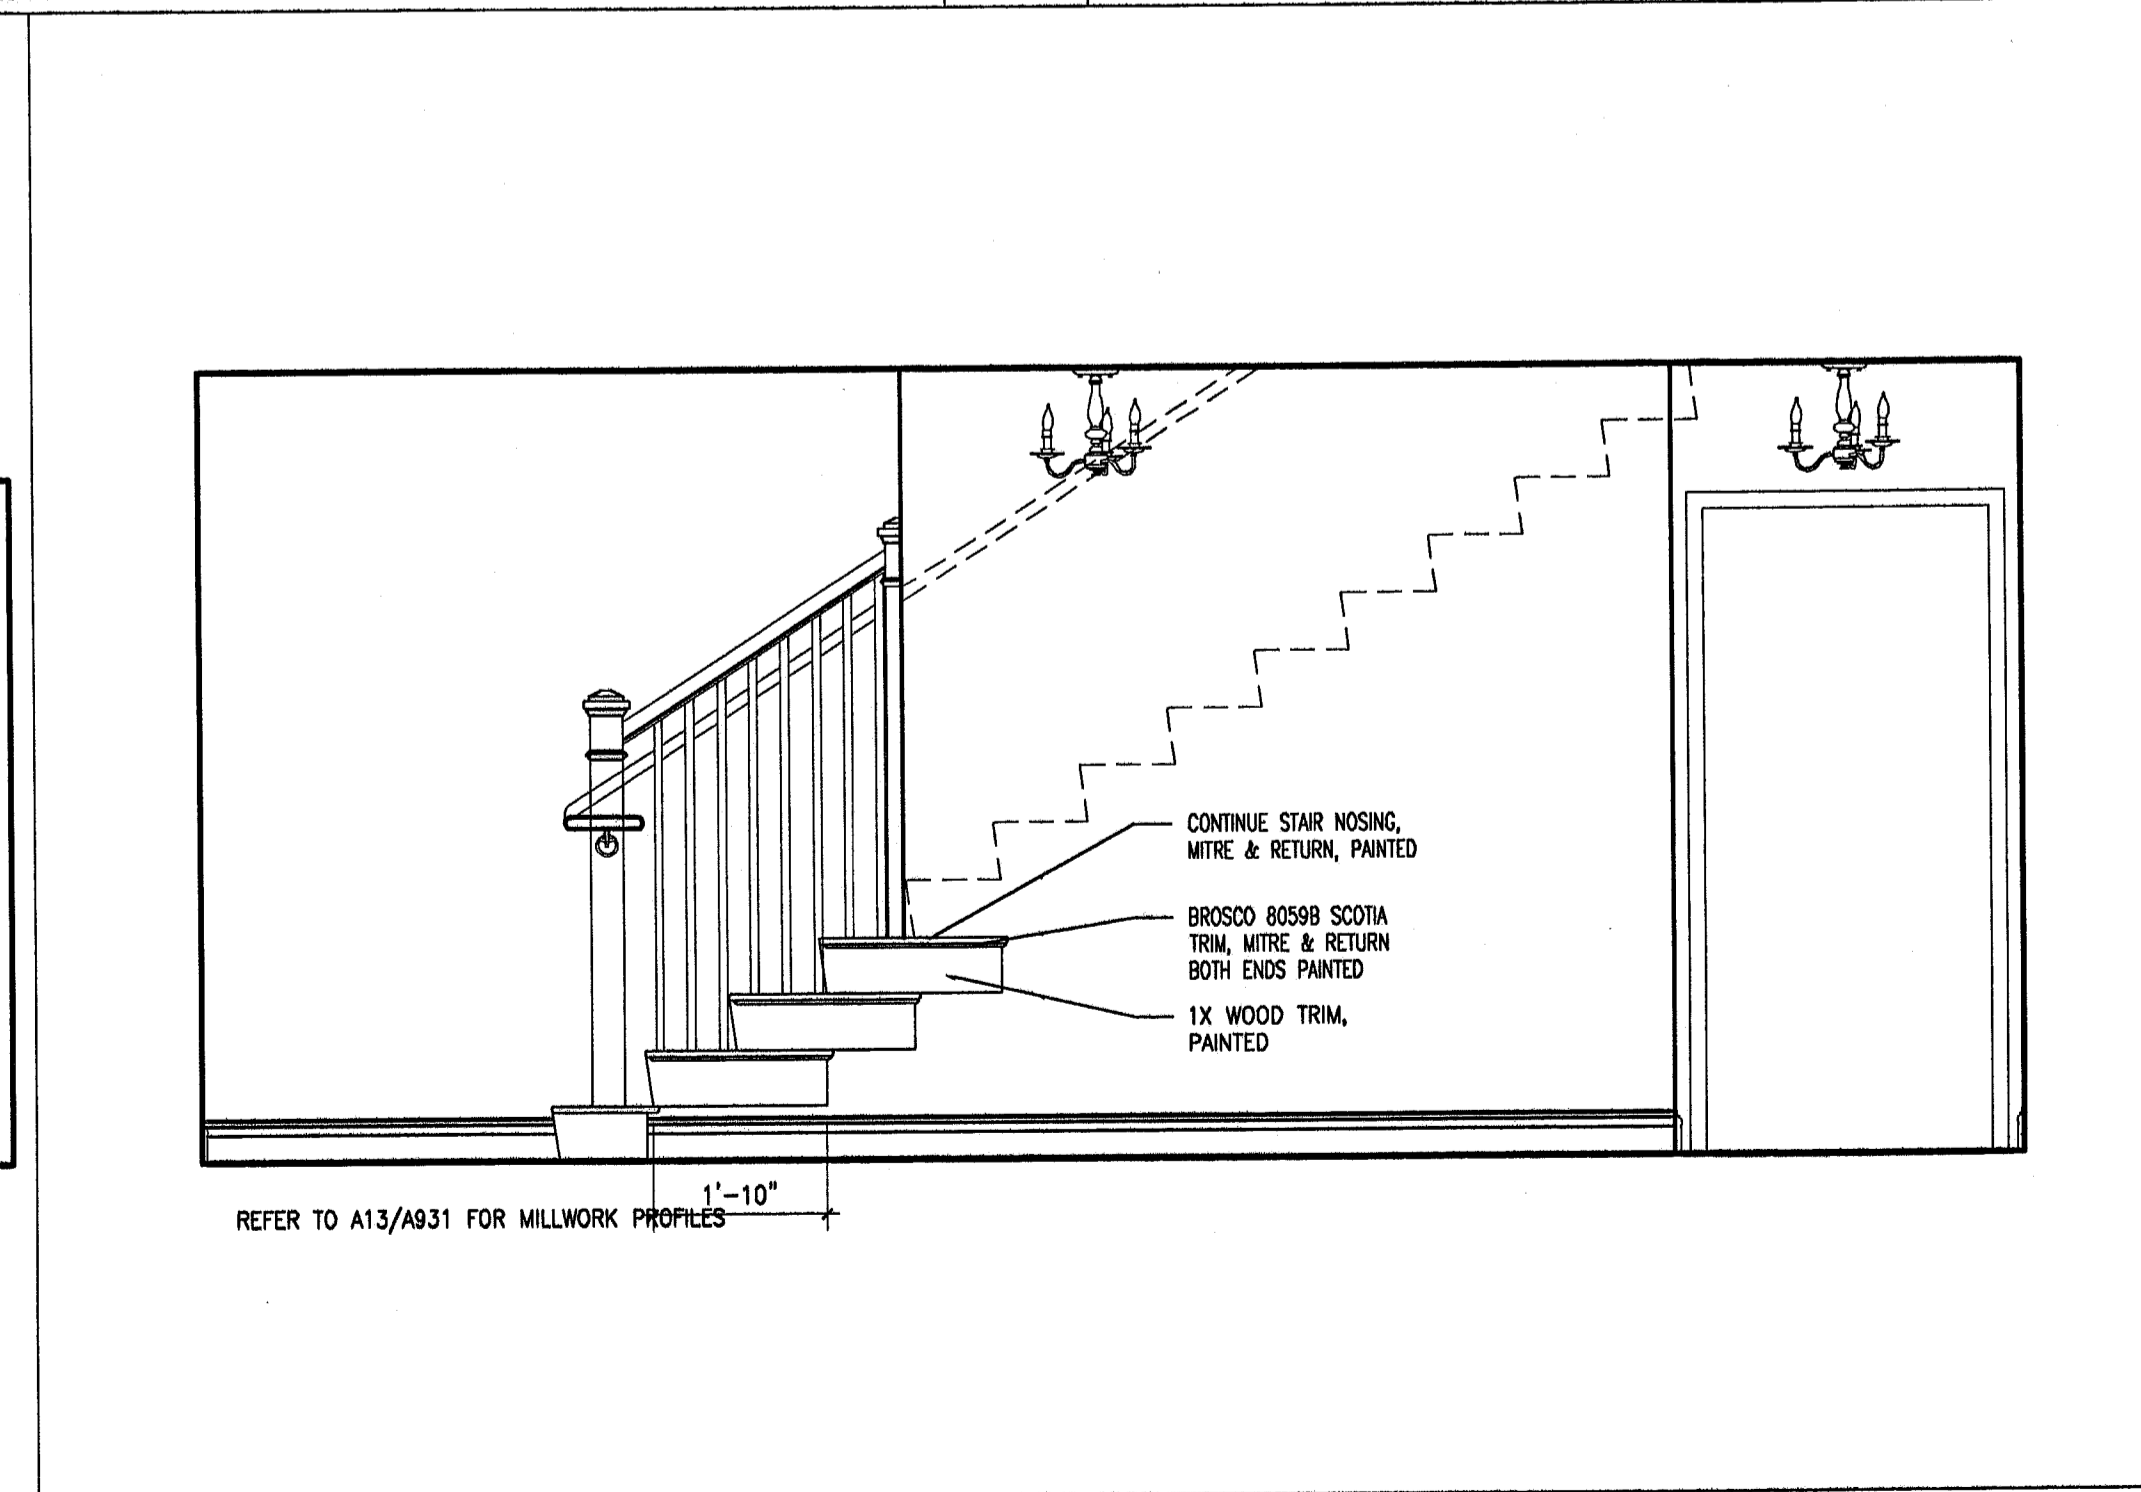 CONTINUE STAIR NOSING,
MITRE & RETURN, PAINTED
BROSCO 8059B SCOTIA
TRIM, MITRE & RETURN
BOTH ENDS PAINTED
1X WOOD TRIM,
PAINTED
1'-10"
REFER TO A13/A931 FOR MILLWORK PROFILES